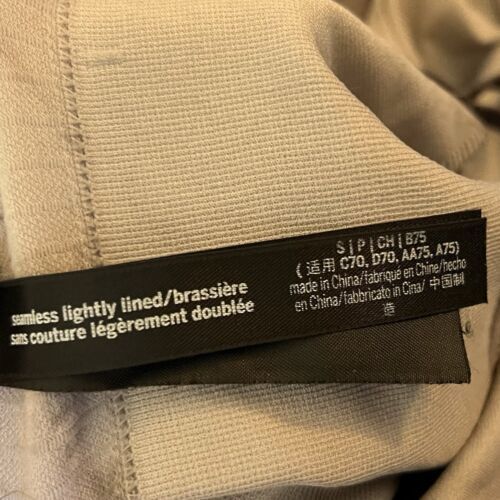 seamless lightly lined/brassière
sans couture légèrement doublée
S | P | CH | B75
( 适用 C70, D70, AA75, A75)
made in China/fabriqué en Chine/hecho
en China/fabbricato in Cina/ 中国制
造